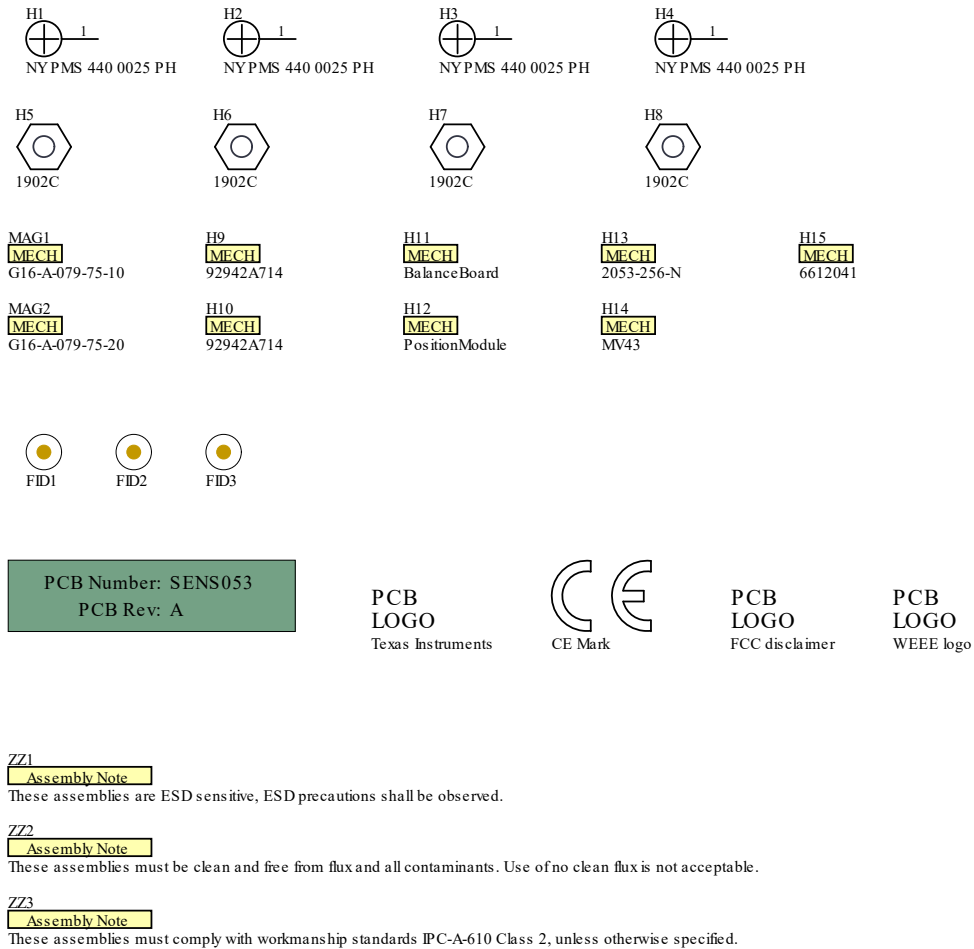 H1 H2 H3 H4
1 1 1 1
NY PMS 440 0025 PH NY PMS 440 0025 PH NY PMS 440 0025 PH NY PMS 440 0025 PH
H5 H6 H7 H8
1902C 1902C 1902C 1902C
MAG1 H9 H11 H13 H15
MECH MECH MECH MECH MECH
G16-A-079-75-10 92942A714 BalanceBoard 2053-256-N 6612041
MAG2 H10 H12 H14
MECH MECH MECH MECH
G16-A-079-75-20 92942A714 PositionModule MV43
FID1 FID2 FID3
PCB Number: SENS053
PCB Rev: A
PCB
LOGO
Texas Instruments
CE
CE Mark
PCB
LOGO
FCC disclaimer
PCB
LOGO
WEEE logo
ZZ1
Assembly Note
These assemblies are ESD sensitive, ESD precautions shall be observed.
ZZ2
Assembly Note
These assemblies must be clean and free from flux and all contaminants. Use of no clean flux is not acceptable.
ZZ3
Assembly Note
These assemblies must comply with workmanship standards IPC-A-610 Class 2, unless otherwise specified.